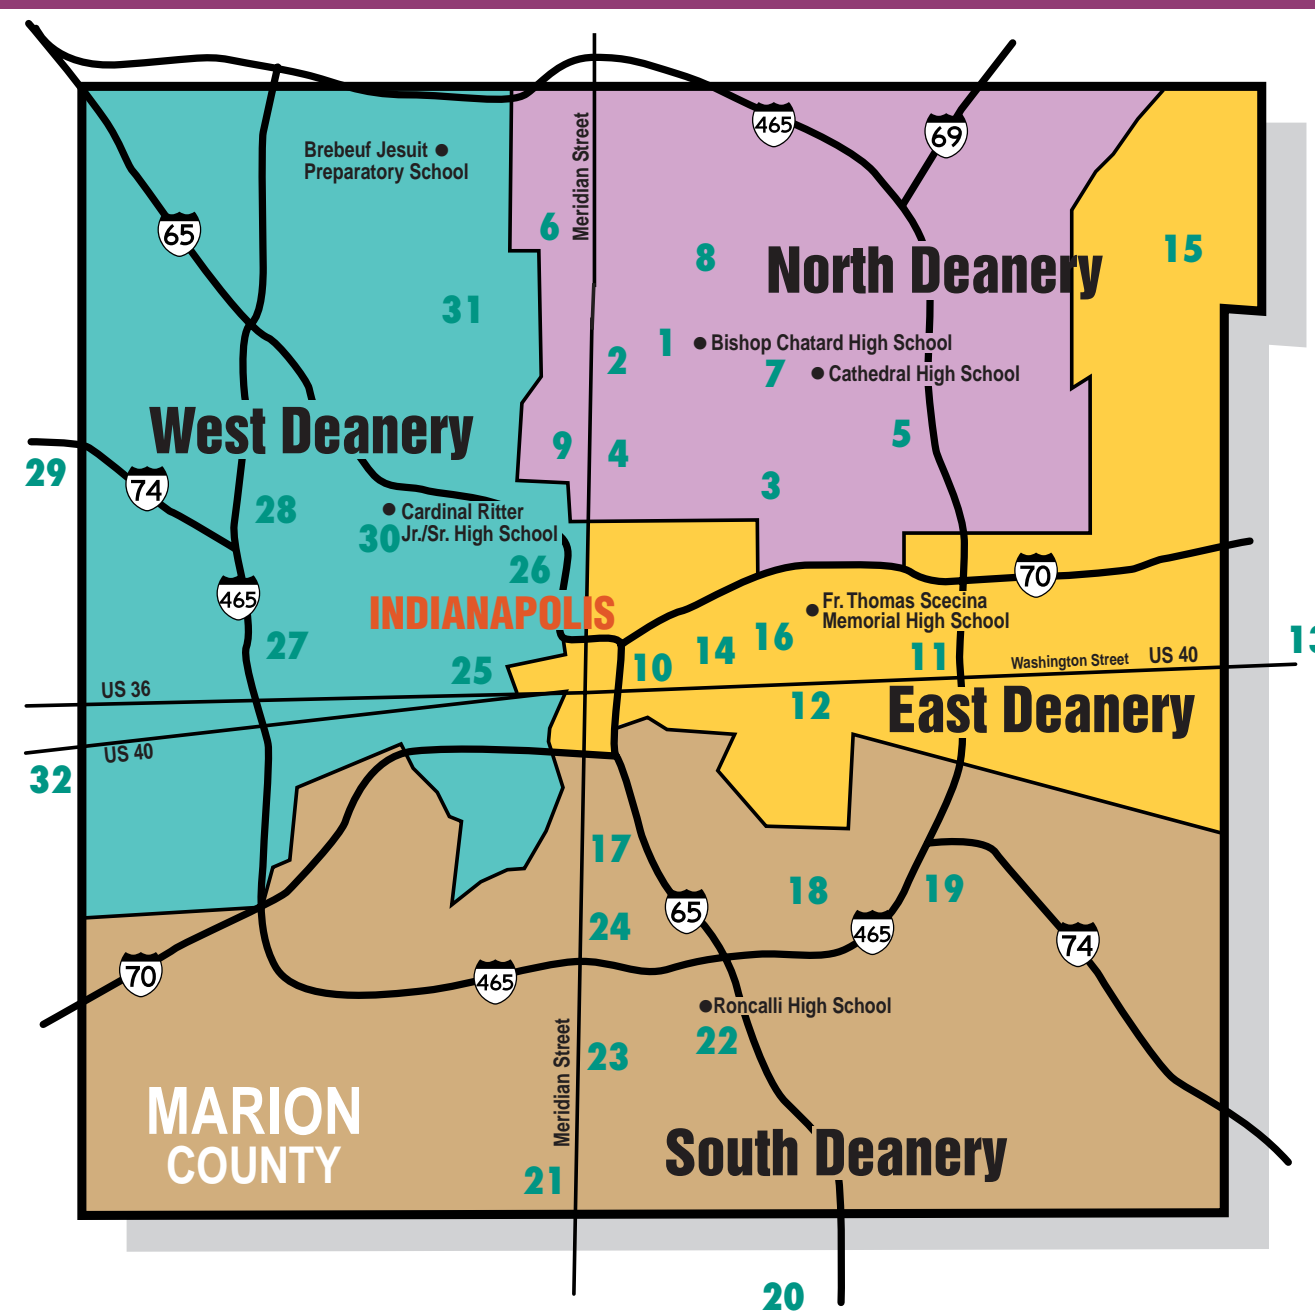 465
69
Meridian Street
Brebeuf Jesuit
Preparatory School
65
6
8
North Deanery
15
31
2
1
Bishop Chatard High School
7
Cathedral High School
West Deanery
9
4
5
29
74
28
3
Cardinal Ritter
30
Jr./Sr. High School
26
70
465
INDIANAPOLIS
Fr. Thomas Scecina
Memorial High School
27
25
10
14
16
11
Washington Street
US 40
US 36
12
East Deanery
US 40
32
17
18
19
65
24
465
74
70
465
Roncalli High School
22
23
Meridian Street
MARION
COUNTY
South Deanery
21
20